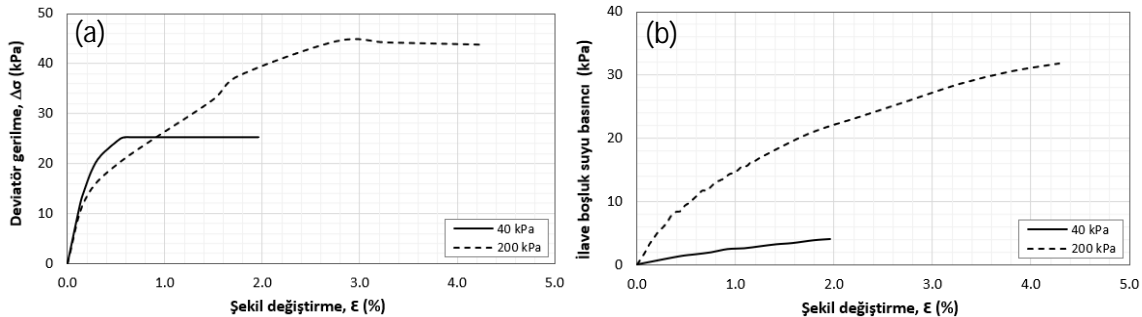 (a)
Deviatör gerilme, Δσ (kPa)
50
40
30
20
10
0
0.0 1.0 2.0 3.0 4.0 5.0
Şekil değiştirme, Ɛ (%)
40 kPa
200 kPa
(b)
İlave boşluk suyu basıncı (kPa)
40
30
20
10
0
0.0 1.0 2.0 3.0 4.0 5.0
Şekil değiştirme, Ɛ (%)
40 kPa
200 kPa